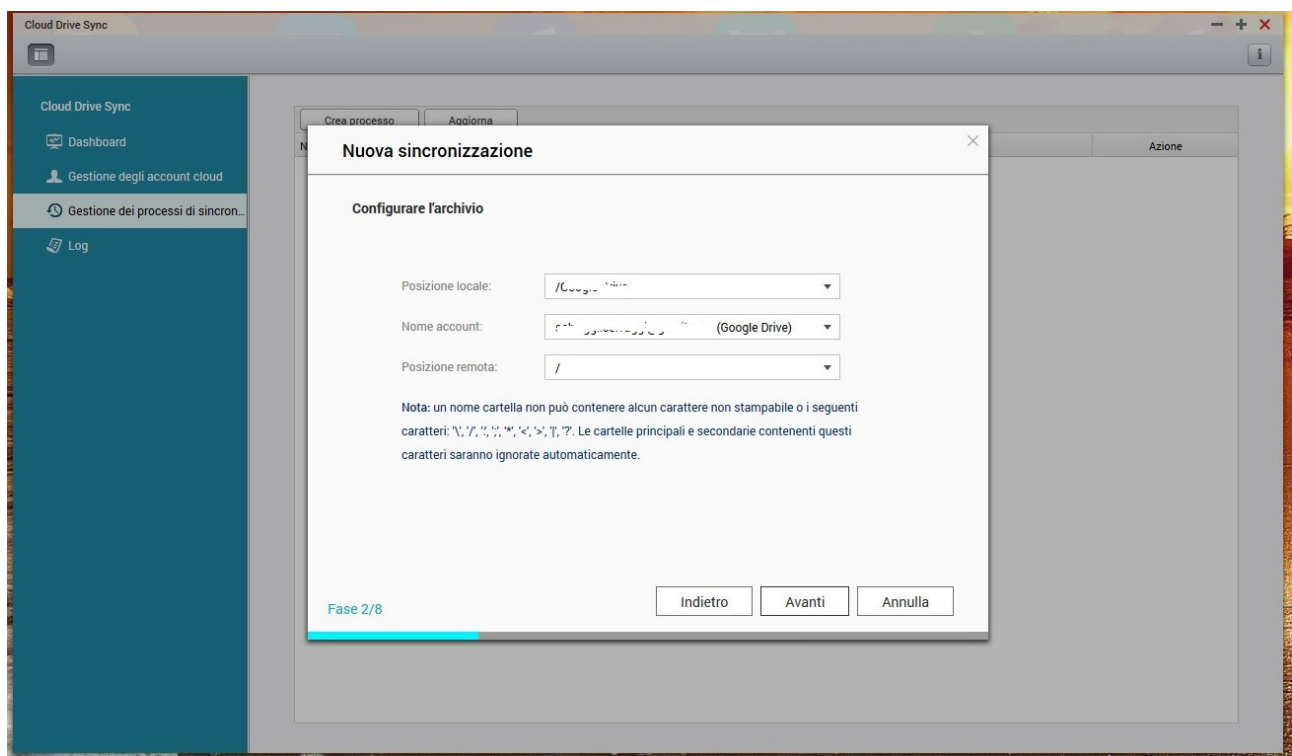 Cloud Drive Sync
Cloud Drive Sync
Dashboard
Gestione degli account cloud
Gestione dei processi di sincron...
Log
Crea processo Aggiorna
N Azione
Nuova sincronizzazione
Configurare l'archivio
Posizione locale:
Nome account: (Google Drive)
Posizione remota: /
Nota: un nome cartella non può contenere alcun carattere non stampabile o i seguenti
caratteri: '\', '/', ':', ';', '*', '<', '>', '|', '?'. Le cartelle principali e secondarie contenenti questi
caratteri saranno ignorate automaticamente.
Fase 2/8
Indietro Avanti Annulla